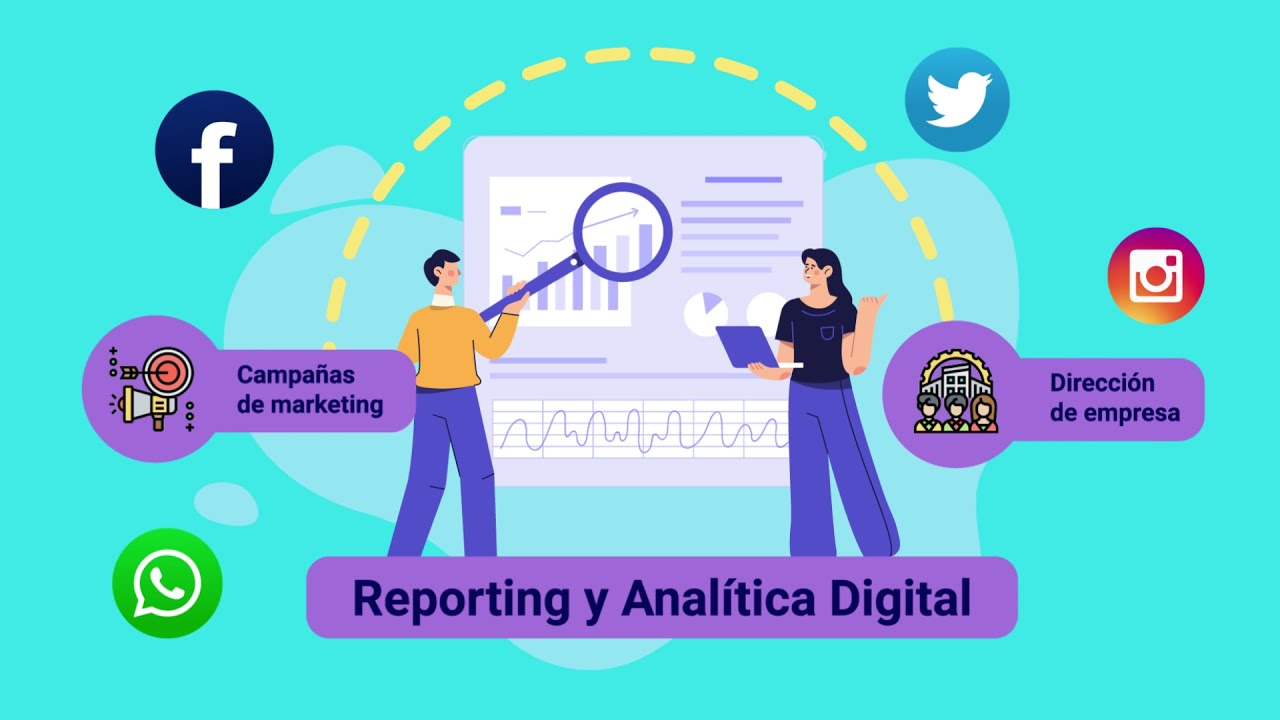 Campañas
de marketing
Dirección
de empresa
Reporting y Analítica Digital